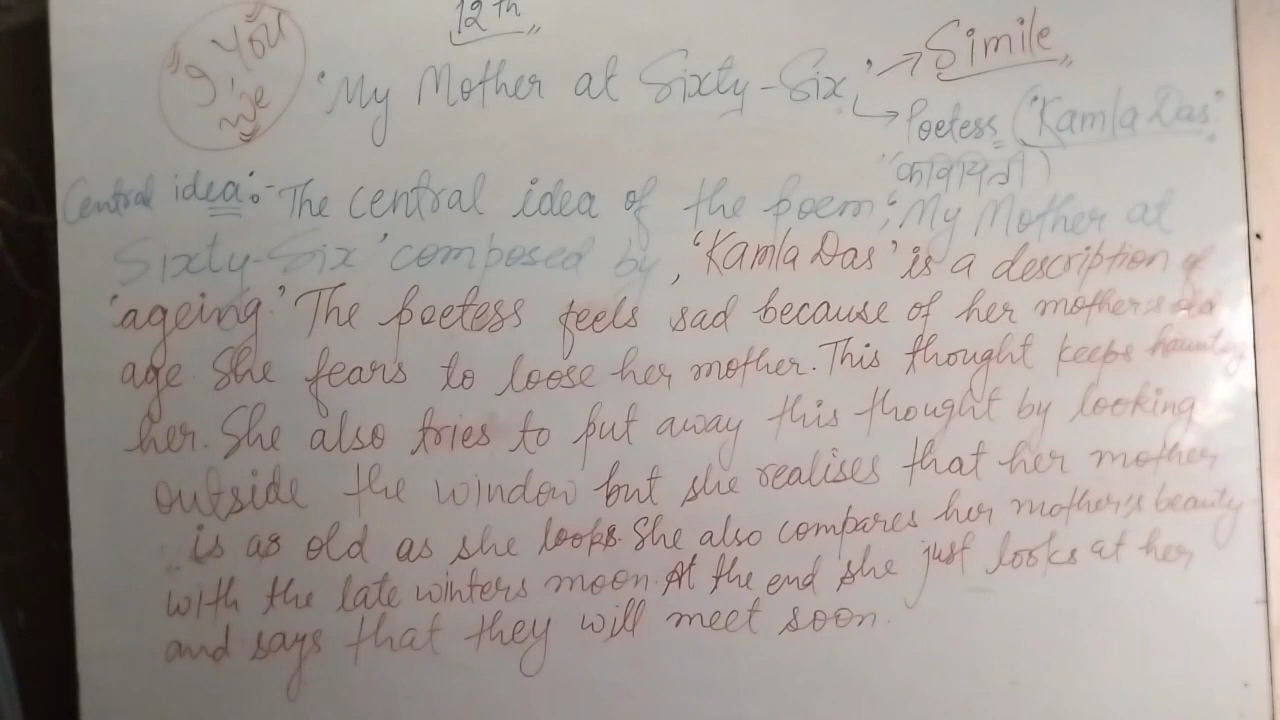 12th
"I, You
We"
'My Mother at Sixty-Six' → Simile
→ Poetess ('Kamla Das'
(कवियित्री)
Central idea:- The central idea of the poem, 'My Mother at
Sixty-Six' composed by, 'Kamla Das' is a description of
'ageing.' The poetess feels sad because of her mother's old
age. She fears to loose her mother. This thought keeps haunting
her. She also tries to put away this thought by looking
outside the window but she realises that her mother
is as old as she looks. She also compares her mother's beauty
with the late winters moon. At the end she just looks at her
and says that they will meet soon.